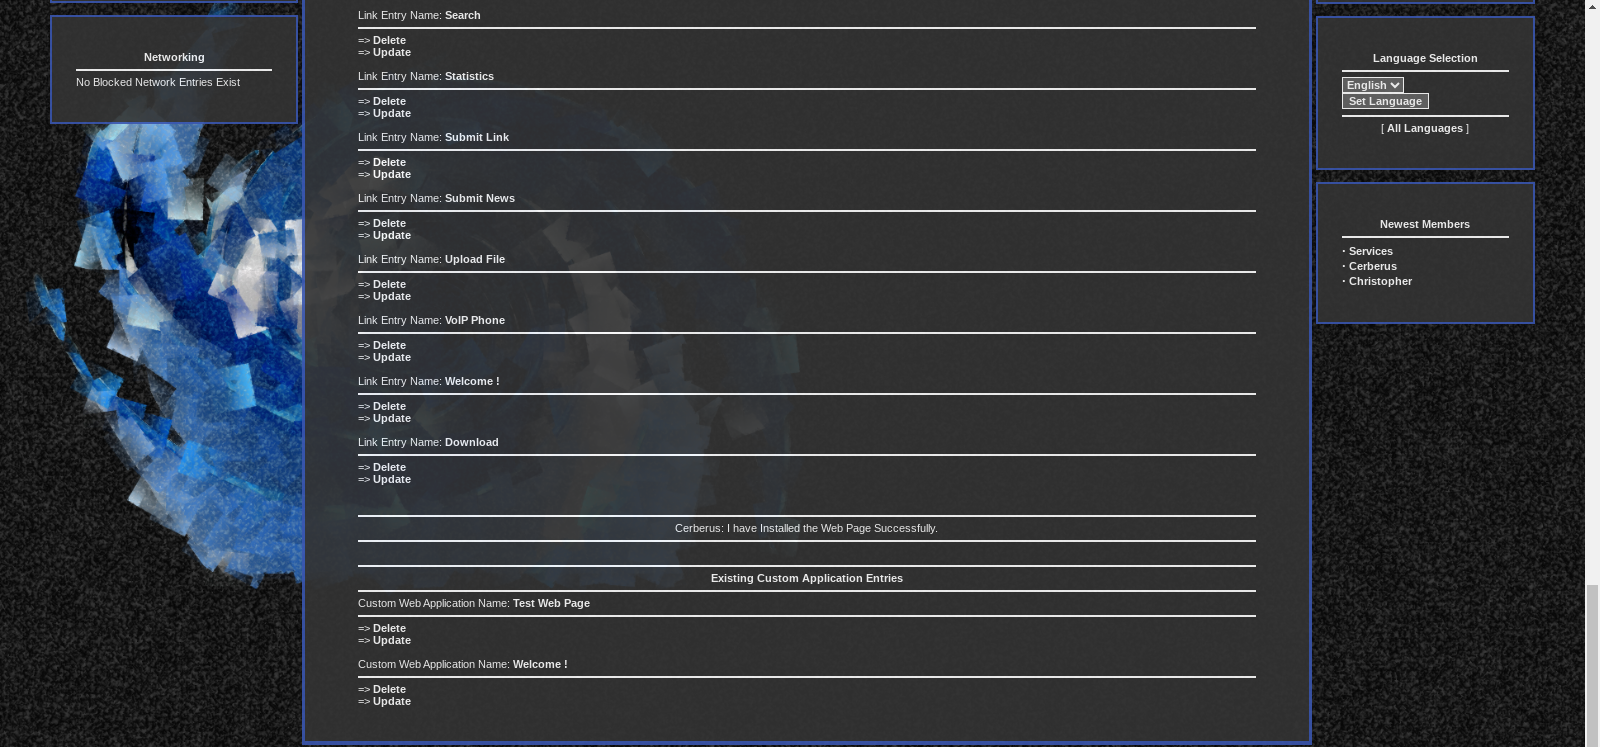 Networking
No Blocked Network Entries Exist
Link Entry Name: Search
=> Delete
=> Update
Link Entry Name: Statistics
=> Delete
=> Update
Link Entry Name: Submit Link
=> Delete
=> Update
Link Entry Name: Submit News
=> Delete
=> Update
Link Entry Name: Upload File
=> Delete
=> Update
Link Entry Name: VoIP Phone
=> Delete
=> Update
Link Entry Name: Welcome !
=> Delete
=> Update
Link Entry Name: Download
=> Delete
=> Update
Cerberus: I have Installed the Web Page Successfully.
Existing Custom Application Entries
Custom Web Application Name: Test Web Page
=> Delete
=> Update
Custom Web Application Name: Welcome !
=> Delete
=> Update
Language Selection
English
Set Language
[ All Languages ]
Newest Members
· Services
· Cerberus
· Christopher